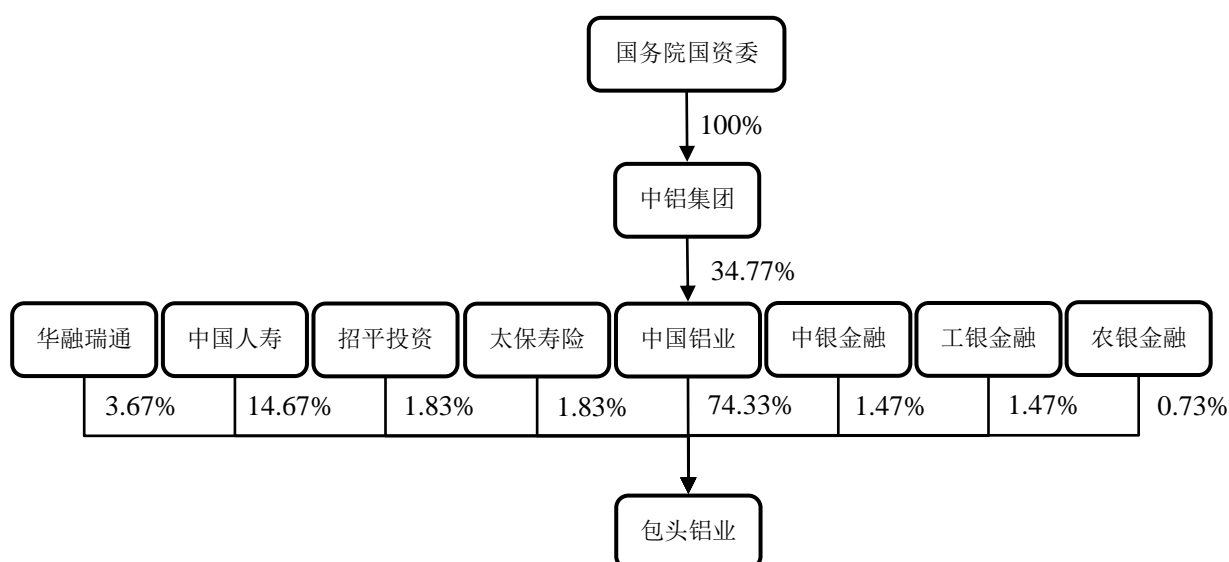 国务院国资委
100%
中铝集团
34.77%
华融瑞通 中国人寿 招平投资 太保寿险 中国铝业 中银金融 工银金融 农银金融
3.67% 14.67% 1.83% 1.83% 74.33% 1.47% 1.47% 0.73%
包头铝业